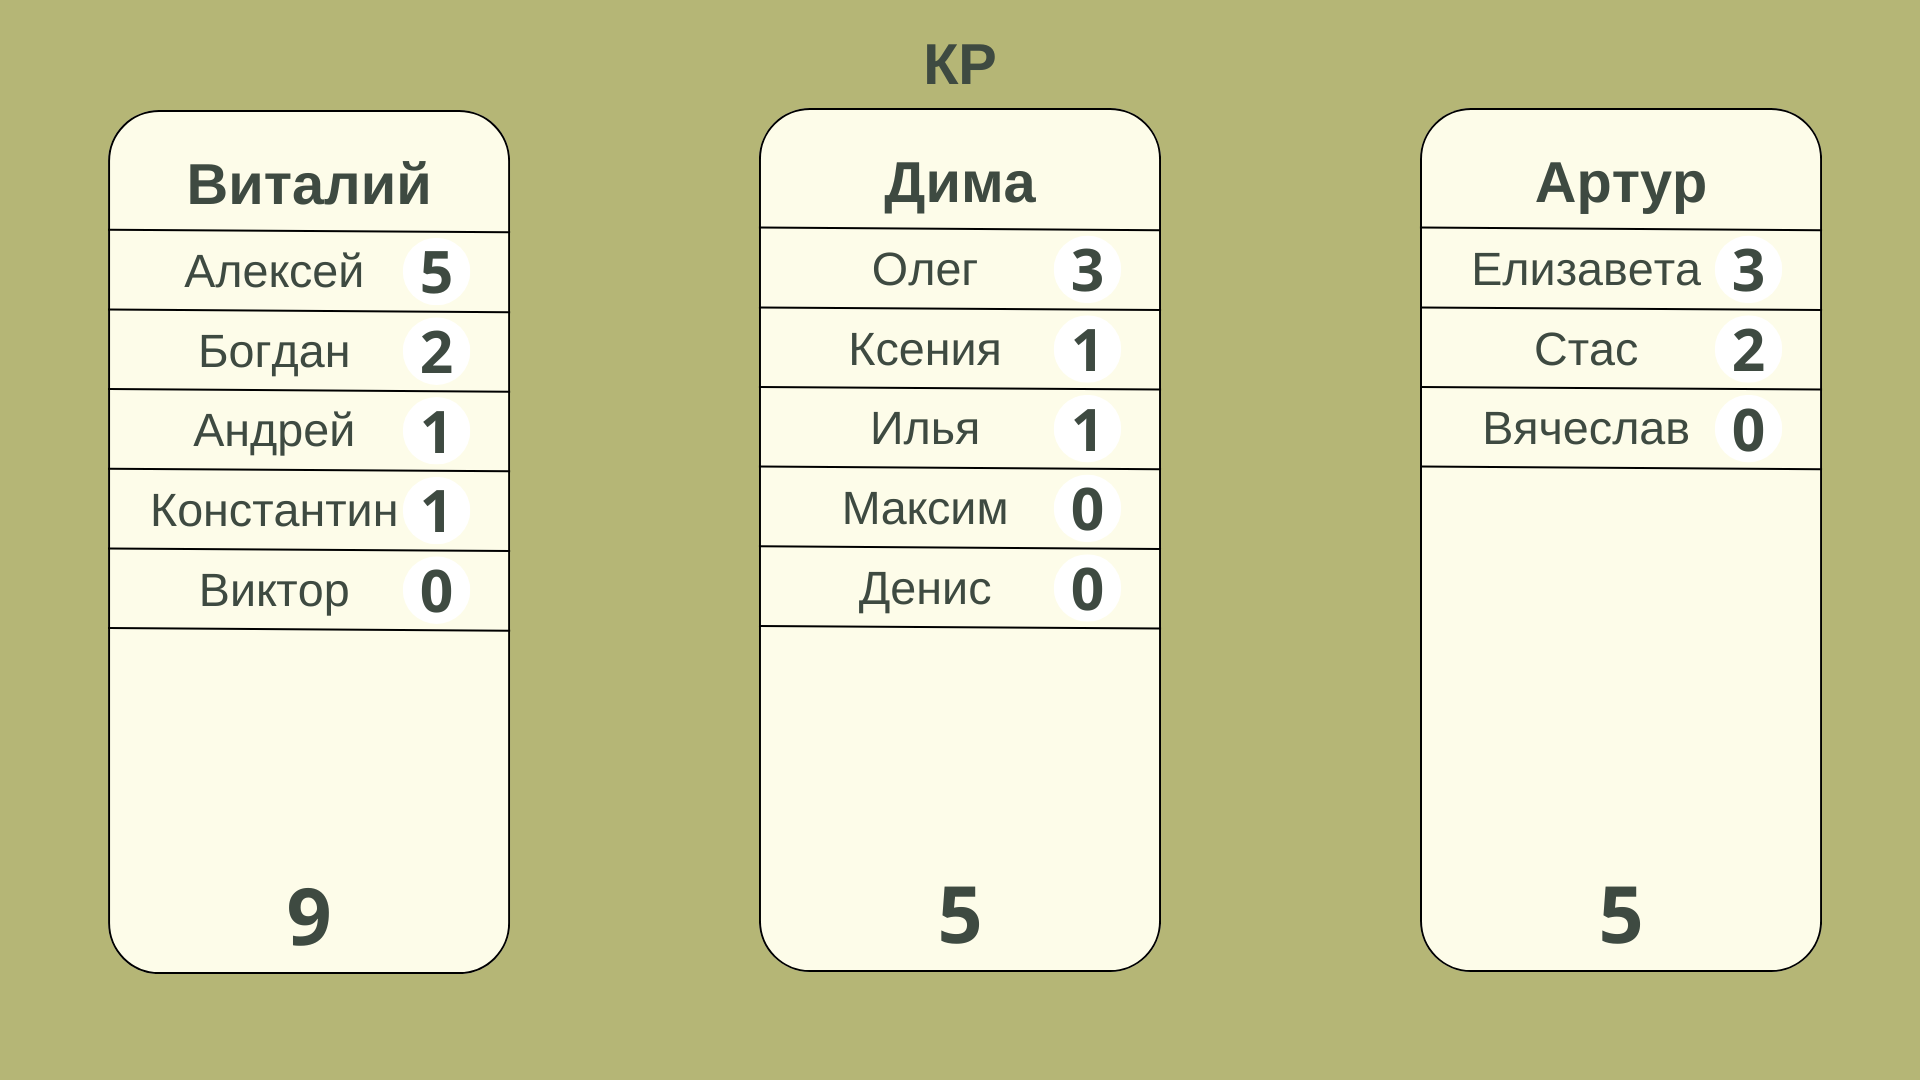 КР
Виталий
Алексей 5
Богдан 2
Андрей 1
Константин 1
Виктор 0
9
Дима
Олег 3
Ксения 1
Илья 1
Максим 0
Денис 0
5
Артур
Елизавета 3
Стас 2
Вячеслав 0
5